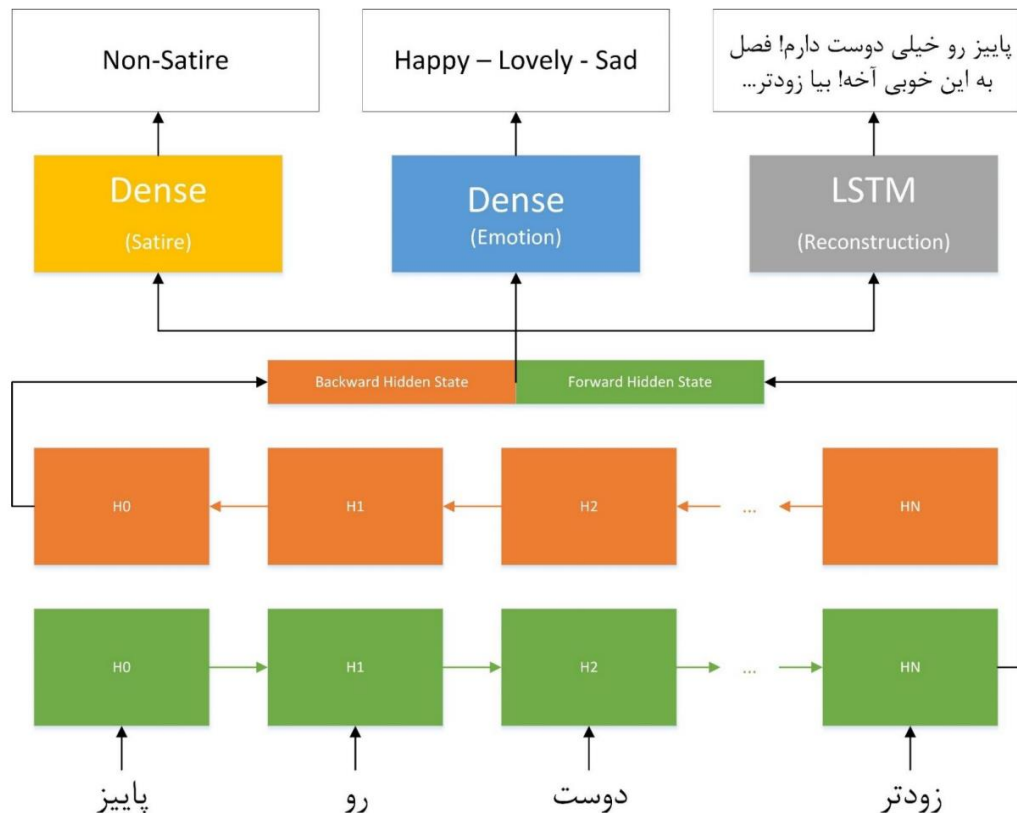 Non-Satire
Happy – Lovely - Sad
پاییز رو خیلی دوست دارم! فصل
به این خوبی آخه! بیا زودتر...
Dense
(Satire)
Dense
(Emotion)
LSTM
(Reconstruction)
Backward Hidden State
Forward Hidden State
H0
H1
H2
...
HN
H0
H1
H2
...
HN
پاییز
رو
دوست
زودتر